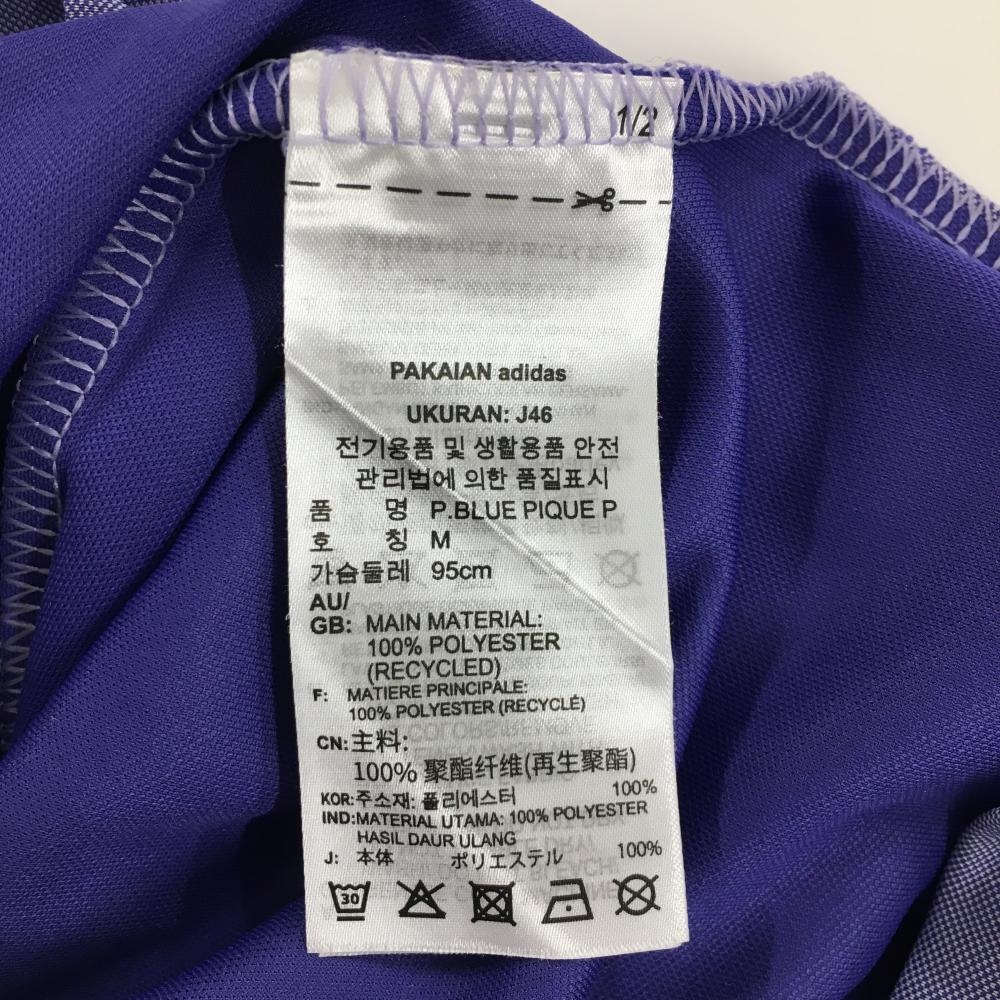 1/2
PAKAIAN adidas
UKURAN: J46
전기용품 및 생활용품 안전
관리법에 의한 품질표시
품 명 P.BLUE PIQUE P
호 칭 M
가슴둘레 95cm
AU/
GB: MAIN MATERIAL:
100% POLYESTER
(RECYCLED)
F: MATIERE PRINCIPALE:
100% POLYESTER (RECYCLÉ)
CN:主料:
100% 聚酯纤维(再生聚酯)
KOR:주소재: 폴리에스터 100%
IND:MATERIAL UTAMA: 100% POLYESTER
HASIL DAUR ULANG
J: 本体 ポリエステル 100%
30